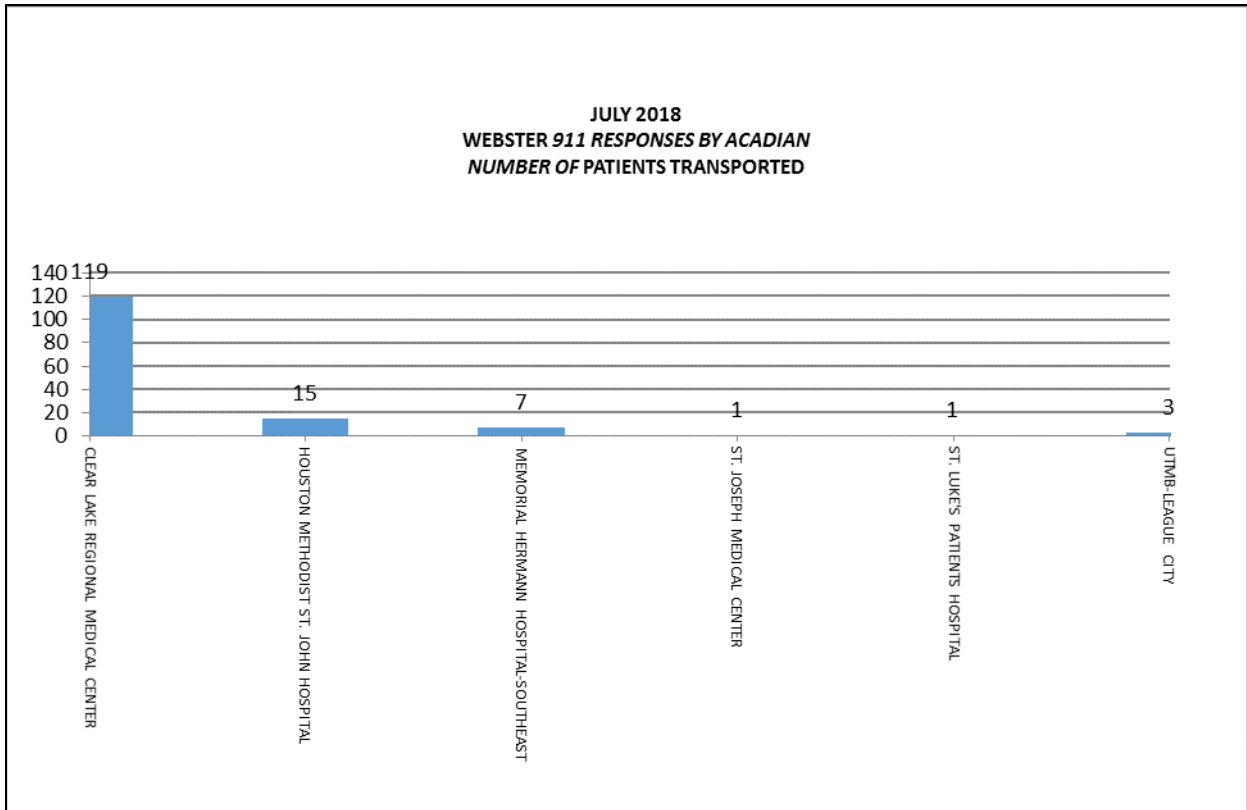 JULY 2018
WEBSTER 911 RESPONSES BY ACADIAN
NUMBER OF PATIENTS TRANSPORTED
140
120
100
80
60
40
20
0
119
15
7
1
1
3
CLEAR LAKE REGIONAL MEDICAL CENTER
HOUSTON METHODIST ST. JOHN HOSPITAL
MEMORIAL HERMANN HOSPITAL-SOUTHEAST
ST. JOSEPH MEDICAL CENTER
ST. LUKE'S PATIENTS HOSPITAL
UTMB-LEAGUE CITY